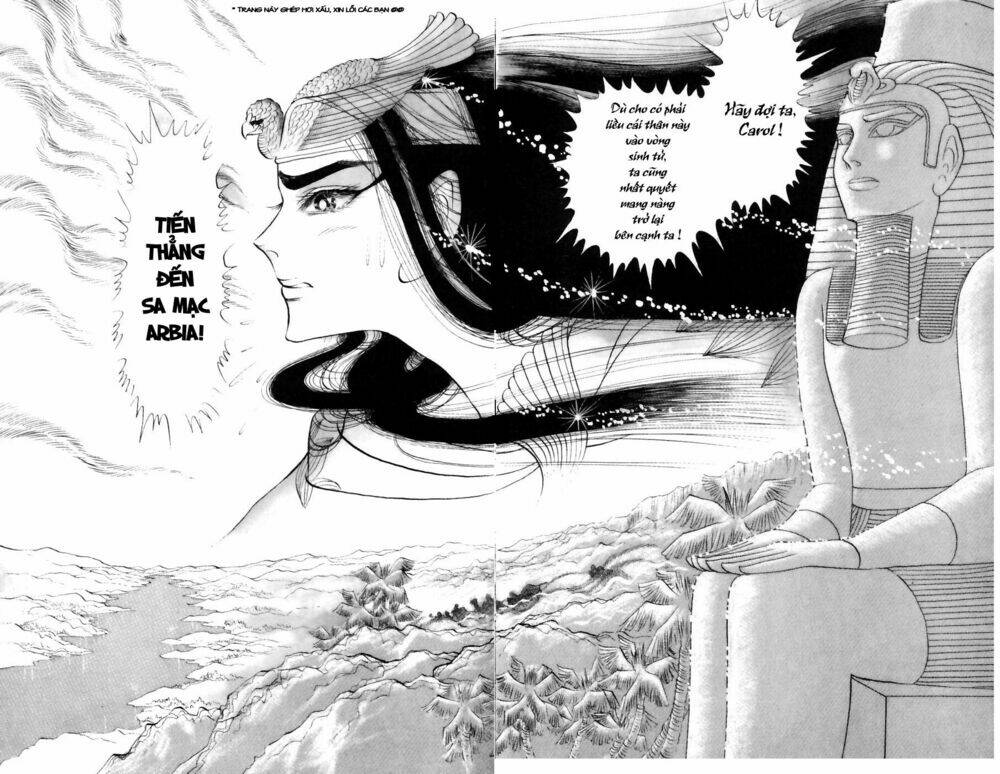 * TRANG NÀY GHÉP HƠI XẤU, XIN LỖI CÁC BẠN @@
Hãy đợi ta,
Carol !
Dù cho có phải
liều cái thân này
vào vòng
sinh tử,
ta cũng
nhất quyết
mang nàng
trở lại
bên cạnh ta !
TIẾN
THẲNG
ĐẾN
SA MẠC
ARBIA!